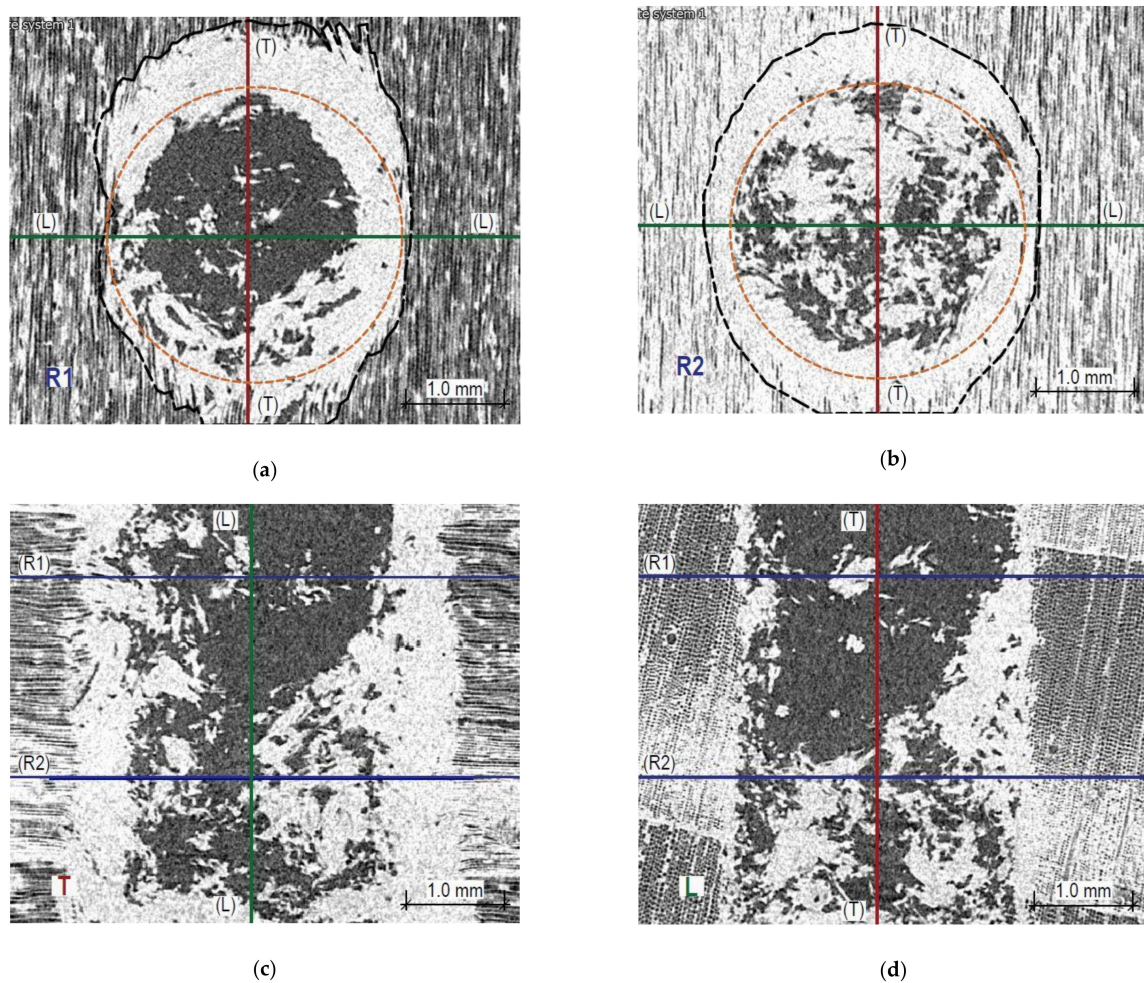 te system 1
(T)
(L)
(L)
R1
(T)
1.0 mm
(a)
te system 1
(T)
(L)
(L)
R2
(T)
1.0 mm
(b)
(L)
(R1)
(R2)
T
(L)
1.0 mm
(c)
(T)
(R1)
(R2)
L
(T)
1.0 mm
(d)